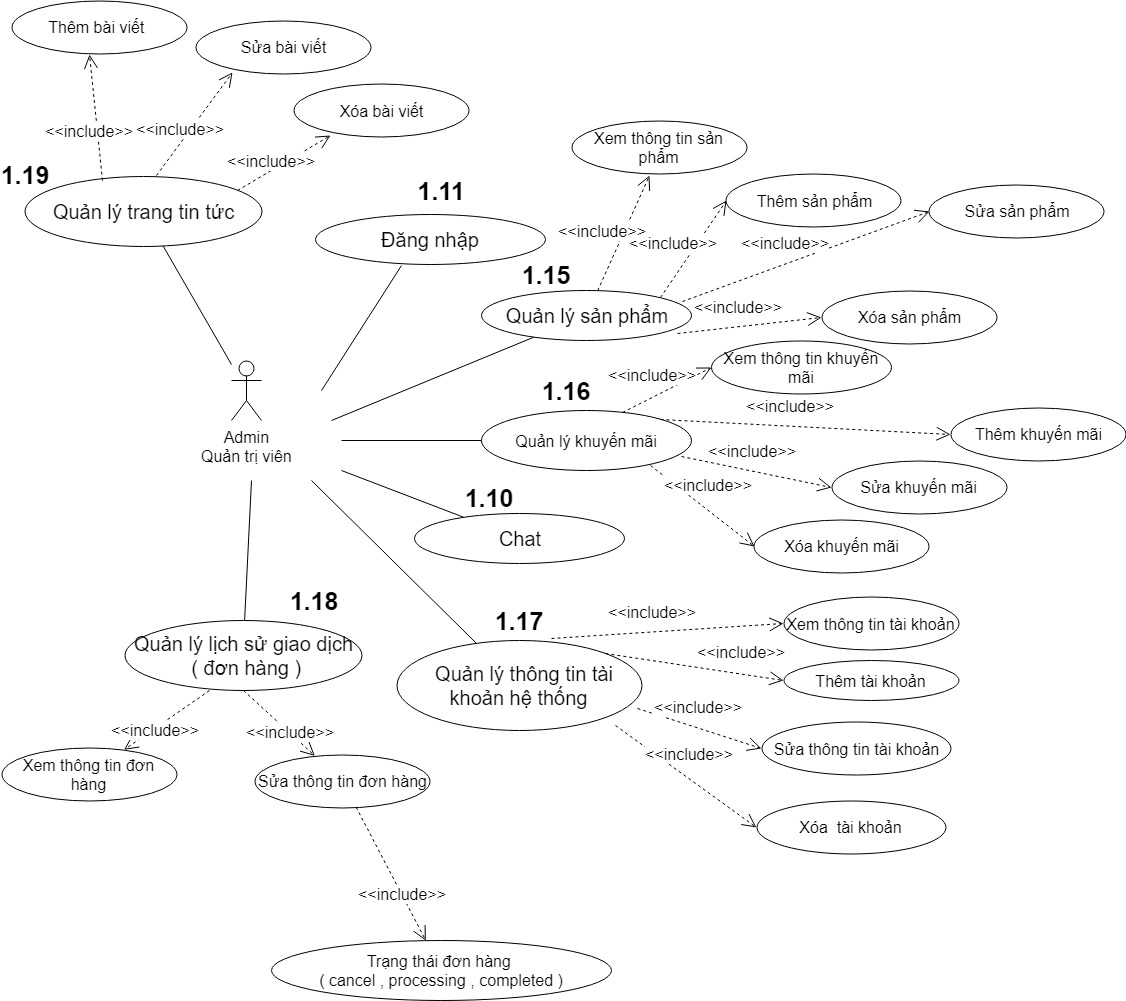 Thêm bài viết
Sửa bài viết
Xóa bài viết
<<include>>
<<include>>
<<include>>
1.19
Quản lý trang tin tức
1.11
Đăng nhập
Xem thông tin sản
phẩm
Thêm sản phẩm
Sửa sản phẩm
<<include>>
<<include>>
<<include>>
1.15
Quản lý sản phẩm
<<include>>
Xóa sản phẩm
Xem thông tin khuyến
mãi
<<include>>
1.16
<<include>>
Quản lý khuyến mãi
Thêm khuyến mãi
<<include>>
Sửa khuyến mãi
<<include>>
Xóa khuyến mãi
Admin
Quản trị viên
1.10
Chat
1.18
Quản lý lịch sử giao dịch
( đơn hàng )
1.17
Quản lý thông tin tài
khoản hệ thống
<<include>>
Xem thông tin tài khoản
<<include>>
Thêm tài khoản
<<include>>
Sửa thông tin tài khoản
<<include>>
Xóa  tài khoản
<<include>>
<<include>>
Xem thông tin đơn
hàng
Sửa thông tin đơn hàng
<<include>>
Trạng thái đơn hàng
( cancel , processing , completed )